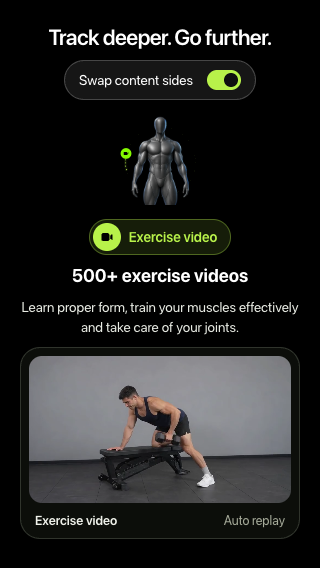 Track deeper. Go further.
Swap content sides
Exercise video
500+ exercise videos
Learn proper form, train your muscles effectively
and take care of your joints.
Exercise video
Auto replay